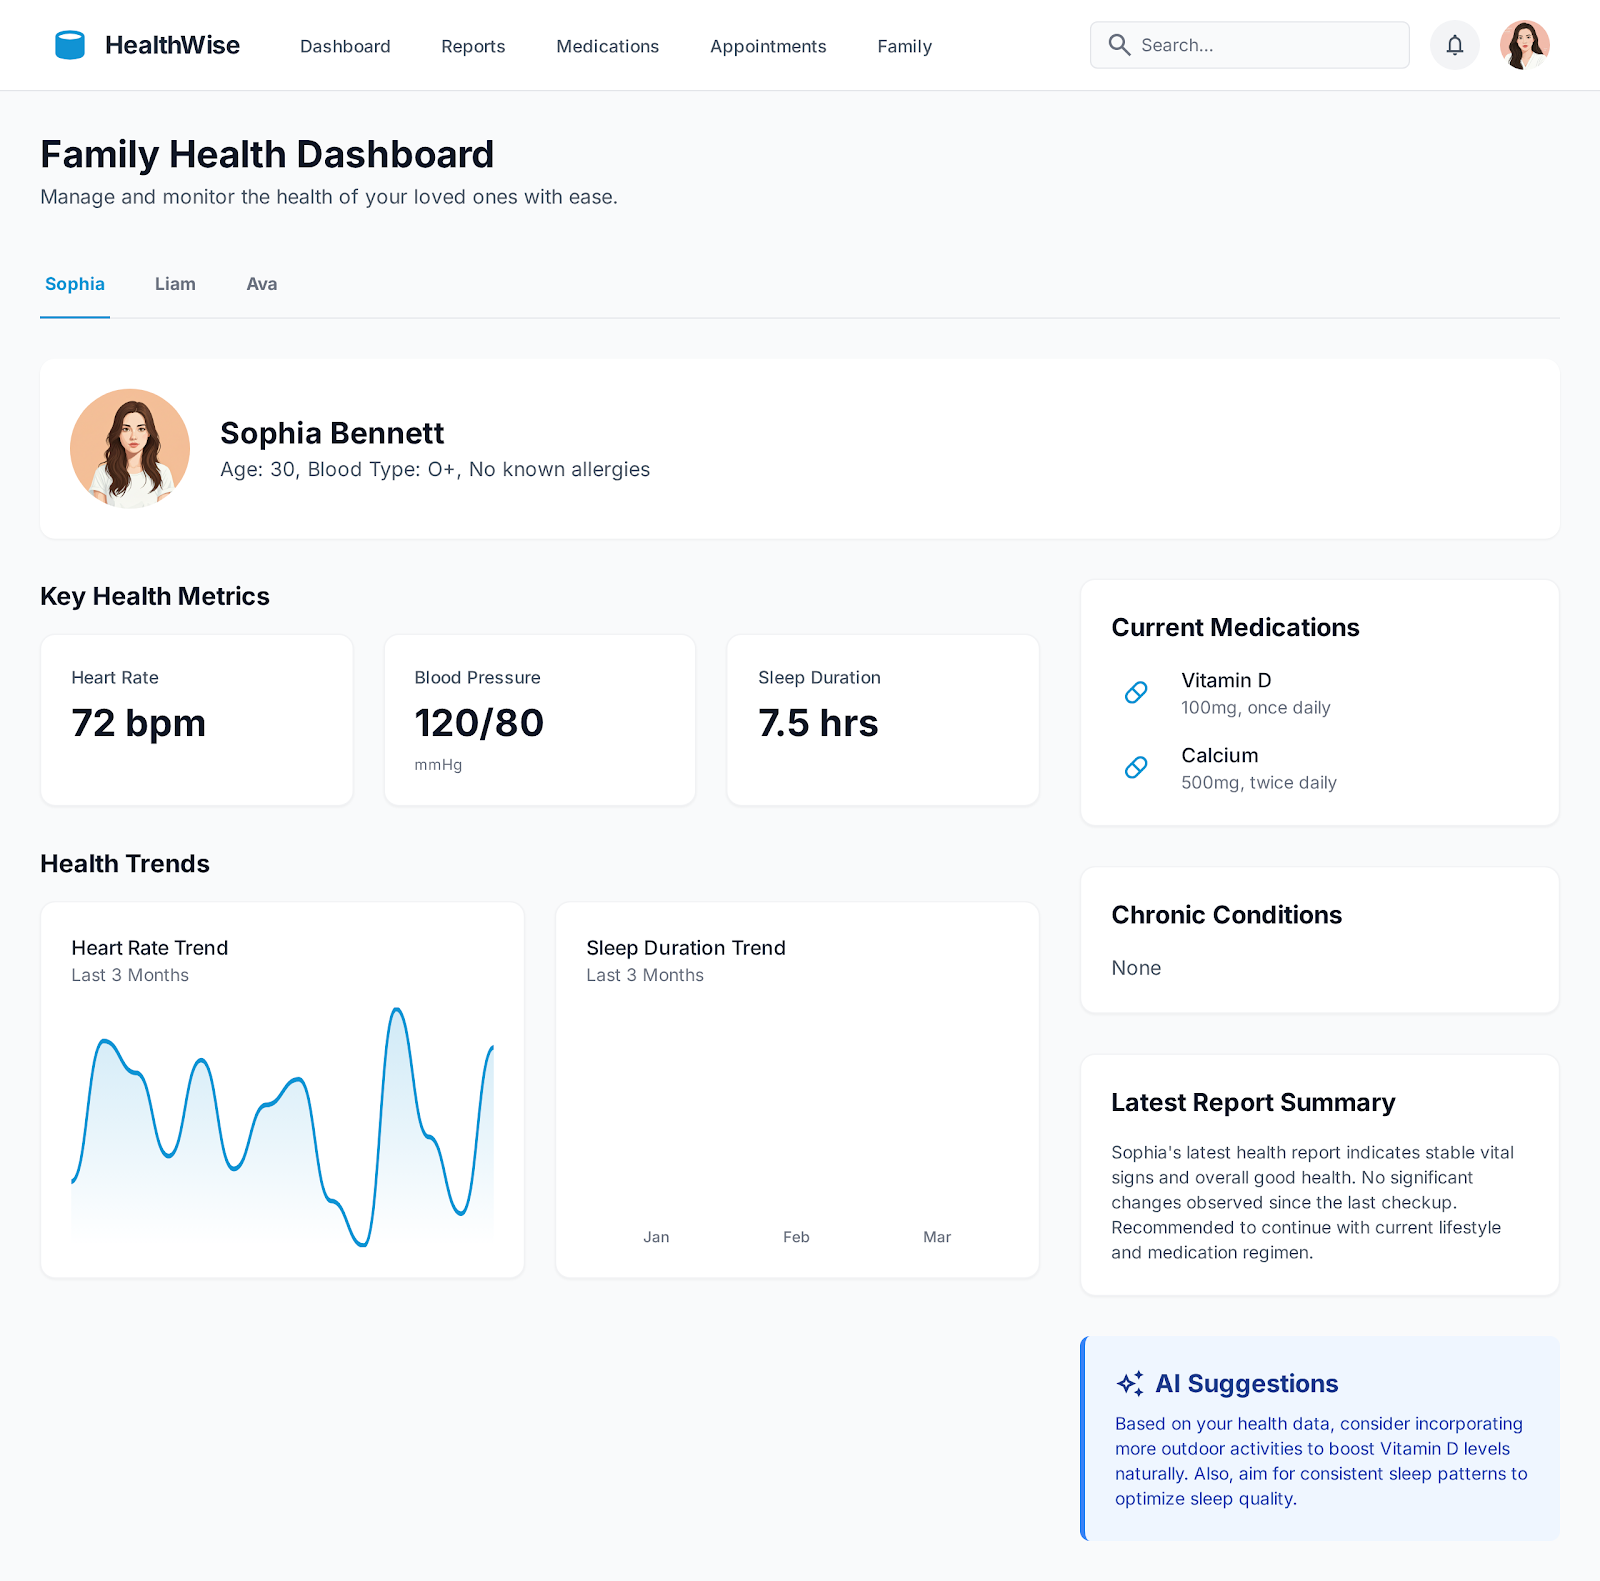 HealthWise
Dashboard
Reports
Medications
Appointments
Family
Search...
Family Health Dashboard
Manage and monitor the health of your loved ones with ease.
Sophia
Liam
Ava
Sophia Bennett
Age: 30, Blood Type: O+, No known allergies
Key Health Metrics
Heart Rate
72 bpm
Blood Pressure
120/80
mmHg
Sleep Duration
7.5 hrs
Health Trends
Heart Rate Trend
Last 3 Months
Sleep Duration Trend
Last 3 Months
Jan
Feb
Mar
Current Medications
Vitamin D
100mg, once daily
Calcium
500mg, twice daily
Chronic Conditions
None
Latest Report Summary
Sophia's latest health report indicates stable vital
signs and overall good health. No significant
changes observed since the last checkup.
Recommended to continue with current lifestyle
and medication regimen.
AI Suggestions
Based on your health data, consider incorporating
more outdoor activities to boost Vitamin D levels
naturally. Also, aim for consistent sleep patterns to
optimize sleep quality.